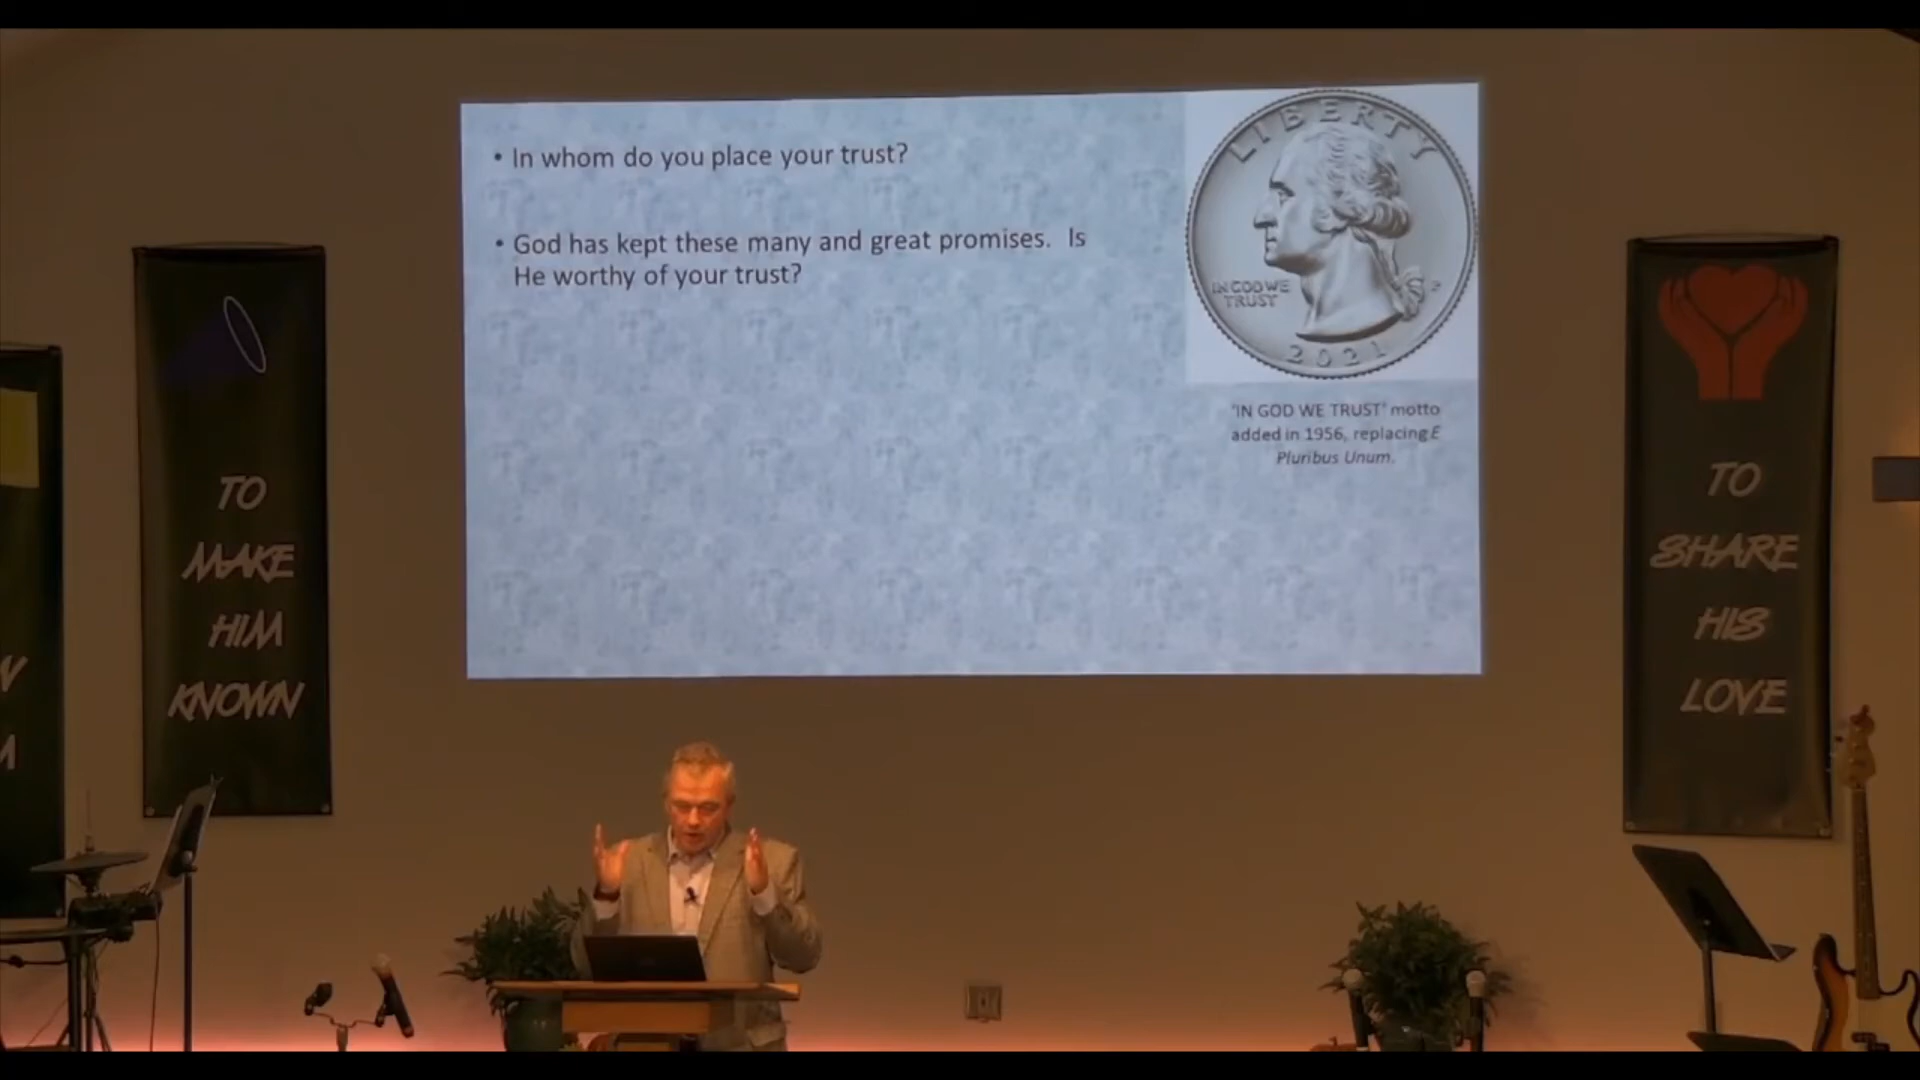 • In whom do you place your trust?
• God has kept these many and great promises. Is
He worthy of your trust?
LIBERTY
IN GOD WE
TRUST
P
2021
"IN GOD WE TRUST" motto
added in 1956, replacing E
Pluribus Unum.
TO
MAKE
HIM
KNOWN
TO
SHARE
HIS
LOVE